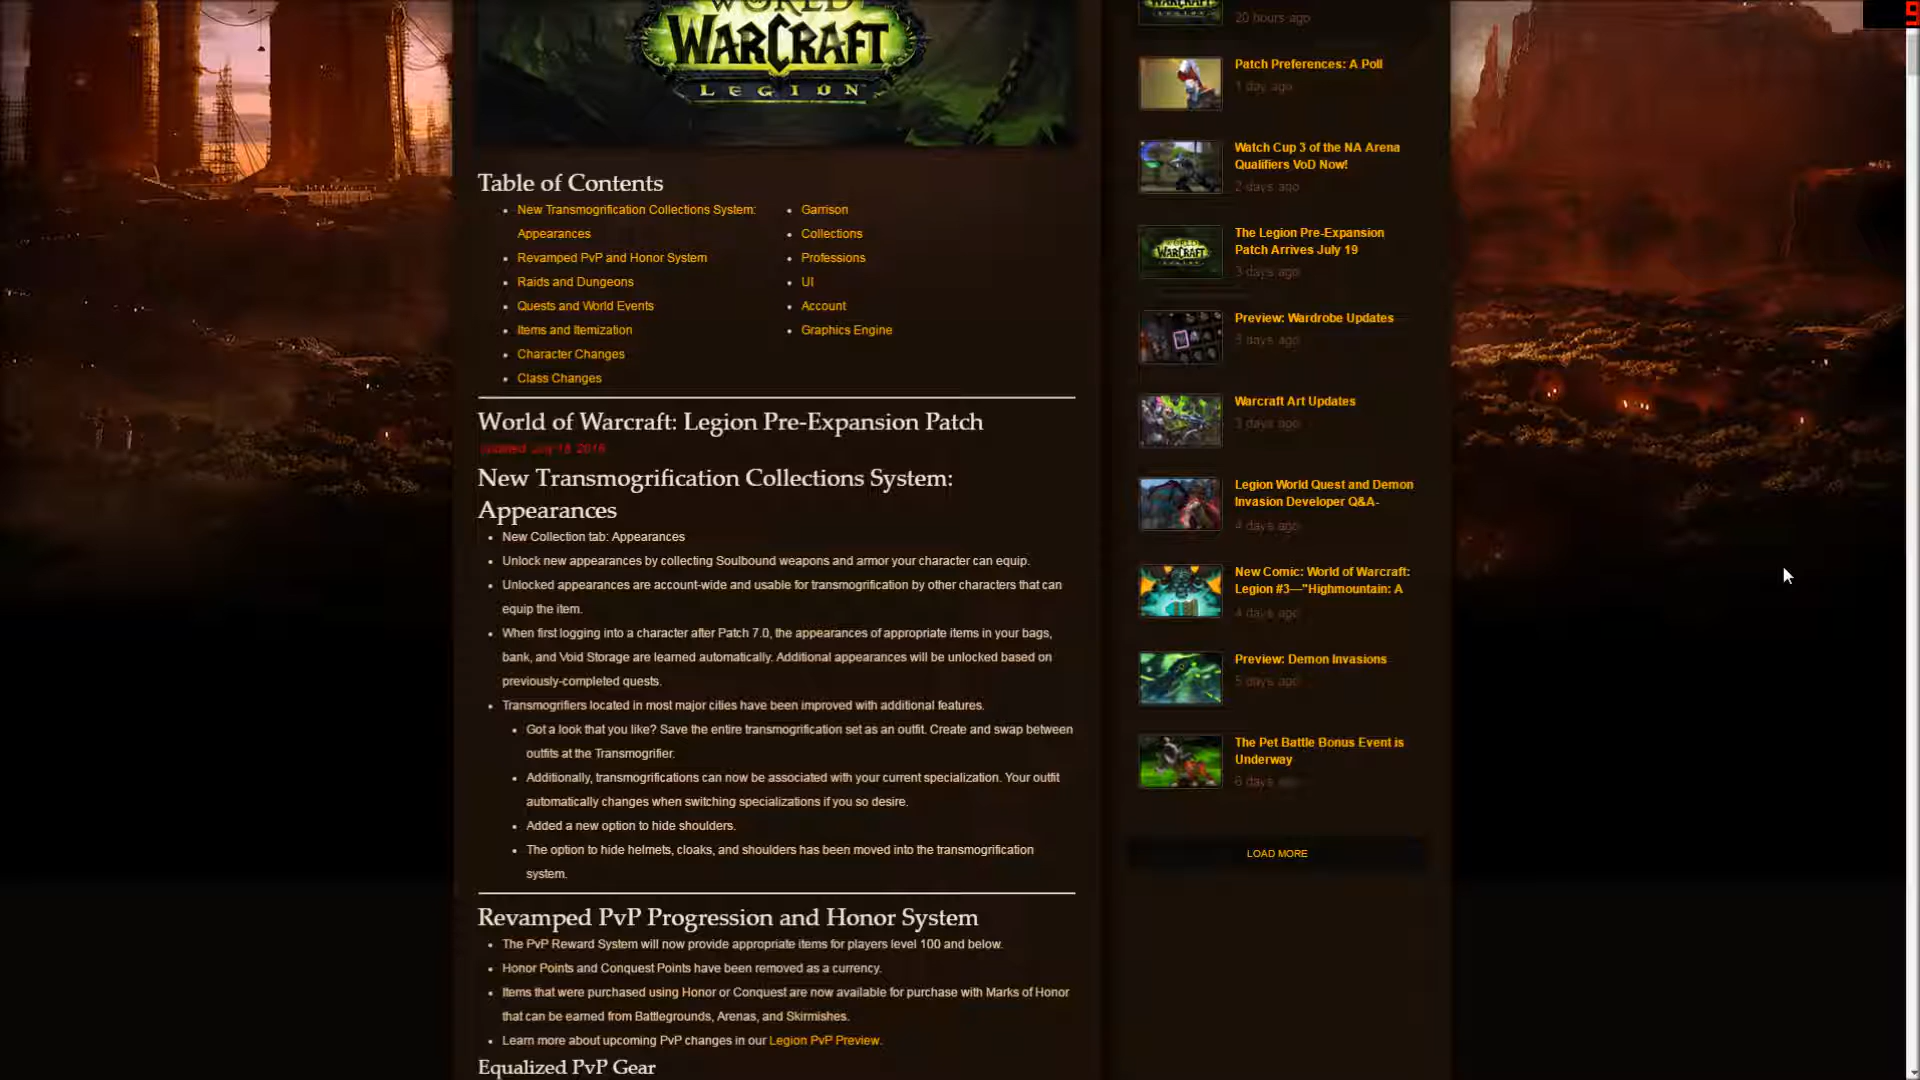 WORLD
WARCRAFT
LEGION
Table of Contents
New Transmogrification Collections System:
Appearances
Revamped PvP and Honor System
Raids and Dungeons
Quests and World Events
Items and Itemization
Character Changes
Class Changes
Garrison
Collections
Professions
UI
Account
Graphics Engine
World of Warcraft: Legion Pre-Expansion Patch
Updated: July 18, 2016
New Transmogrification Collections System:
Appearances
New Collection tab: Appearances
Unlock new appearances by collecting Soulbound weapons and armor your character can equip.
Unlocked appearances are account-wide and usable for transmogrification by other characters that can
equip the item.
When first logging into a character after Patch 7.0, the appearances of appropriate items in your bags,
bank, and Void Storage are learned automatically. Additional appearances will be unlocked based on
previously-completed quests.
Transmogrifiers located in most major cities have been improved with additional features.
Got a look that you like? Save the entire transmogrification set as an outfit. Create and swap between
outfits at the Transmogrifier.
Additionally, transmogrifications can now be associated with your current specialization. Your outfit
automatically changes when switching specializations if you so desire.
Added a new option to hide shoulders.
The option to hide helmets, cloaks, and shoulders has been moved into the transmogrification
system.
Revamped PvP Progression and Honor System
The PvP Reward System will now provide appropriate items for players level 100 and below.
Honor Points and Conquest Points have been removed as a currency.
Items that were purchased using Honor or Conquest are now available for purchase with Marks of Honor
that can be earned from Battlegrounds, Arenas, and Skirmishes.
Learn more about upcoming PvP changes in our Legion PvP Preview.
Equalized PvP Gear
WARCRAFT
20 hours ago
Patch Preferences: A Poll
1 day ago
Watch Cup 3 of the NA Arena
Qualifiers VoD Now!
2 days ago
WARCRAFT
The Legion Pre-Expansion
Patch Arrives July 19
3 days ago
Preview: Wardrobe Updates
3 days ago
Warcraft Art Updates
3 days ago
Legion World Quest and Demon
Invasion Developer Q&A-
4 days ago
New Comic: World of Warcraft:
Legion #3—"Highmountain: A
4 days ago
Preview: Demon Invasions
5 days ago
The Pet Battle Bonus Event is
Underway
6 days ago
LOAD MORE
9